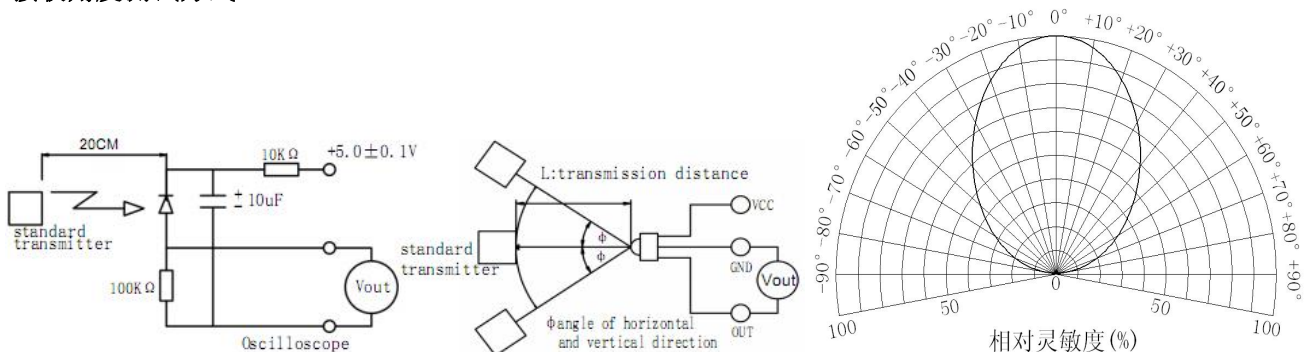 20CM
10KΩ
+5.0±0.1V
10uF
standard
transmitter
100KΩ
Vout
Oscilloscope
L:transmission distance
VCC
standard
transmitter
ϕ
ϕ
GND
Vout
OUT
ϕangle of horizontal
and vertical direction
-90° -80° -70° -60° -50° -40° -30° -20° -10° 0° +10° +20° +30° +40° +50° +60° +70° +80° +90°
100 50 0 50 100
相对灵敏度(%)